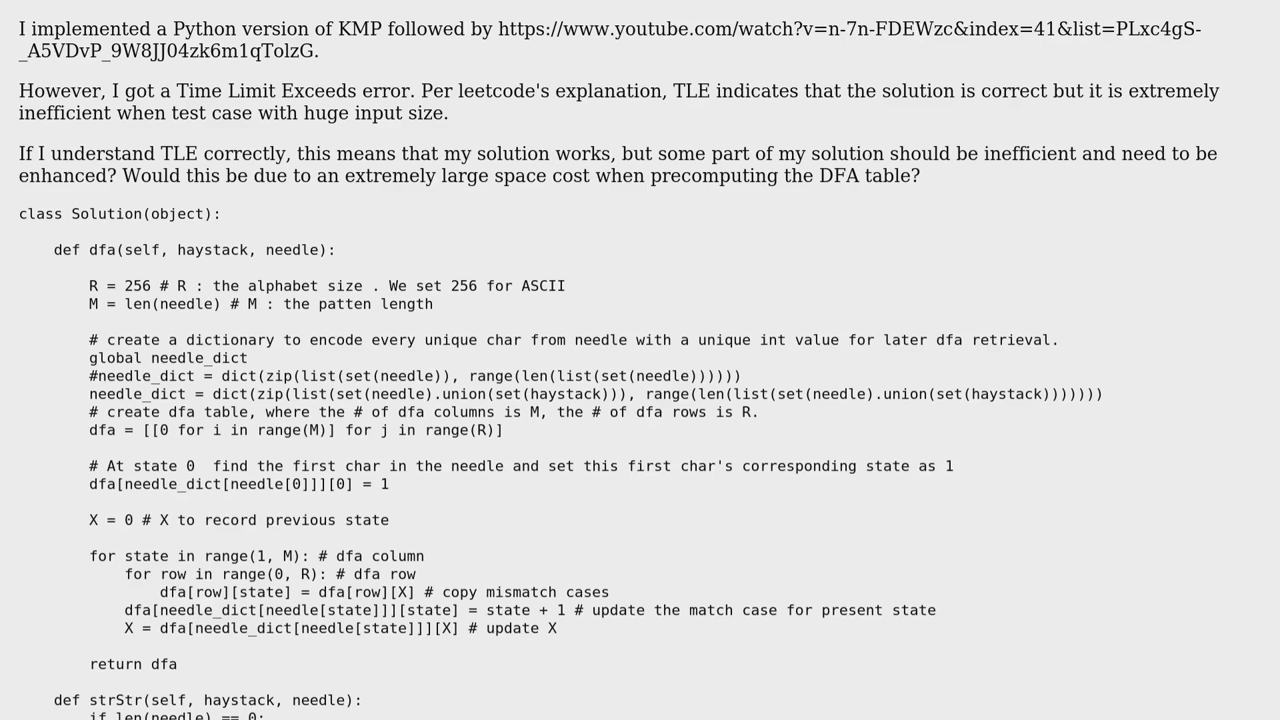 I implemented a Python version of KMP followed by https://www.youtube.com/watch?v=n-7n-FDEWzc&index=41&list=PLxc4gS-
_A5VDvP_9W8JJ04zk6m1qTolzG.
However, I got a Time Limit Exceeds error. Per leetcode's explanation, TLE indicates that the solution is correct but it is extremely
inefficient when test case with huge input size.
If I understand TLE correctly, this means that my solution works, but some part of my solution should be inefficient and need to be
enhanced? Would this be due to an extremely large space cost when precomputing the DFA table?
class Solution(object):
    def dfa(self, haystack, needle):
        R = 256 # R : the alphabet size . We set 256 for ASCII
        M = len(needle) # M : the patten length
        # create a dictionary to encode every unique char from needle with a unique int value for later dfa retrieval.
        global needle_dict
        #needle_dict = dict(zip(list(set(needle)), range(len(list(set(needle))))))
        needle_dict = dict(zip(list(set(needle).union(set(haystack))), range(len(list(set(needle).union(set(haystack)))))))
        # create dfa table, where the # of dfa columns is M, the # of dfa rows is R.
        dfa = [[0 for i in range(M)] for j in range(R)]
        # At state 0  find the first char in the needle and set this first char's corresponding state as 1
        dfa[needle_dict[needle[0]]][0] = 1
        X = 0 # X to record previous state
        for state in range(1, M): # dfa column
            for row in range(0, R): # dfa row
                dfa[row][state] = dfa[row][X] # copy mismatch cases
            dfa[needle_dict[needle[state]]][state] = state + 1 # update the match case for present state
            X = dfa[needle_dict[needle[state]]][X] # update X
        return dfa
    def strStr(self, haystack, needle):
        if len(needle) == 0: